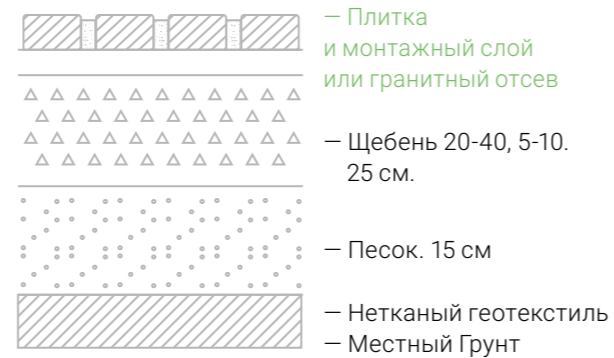 — Плитка
и монтажный слой
или гранитный отсев
— Щебень 20-40, 5-10.
25 см.
— Песок. 15 см
— Нетканый геотекстиль
— Местный Грунт